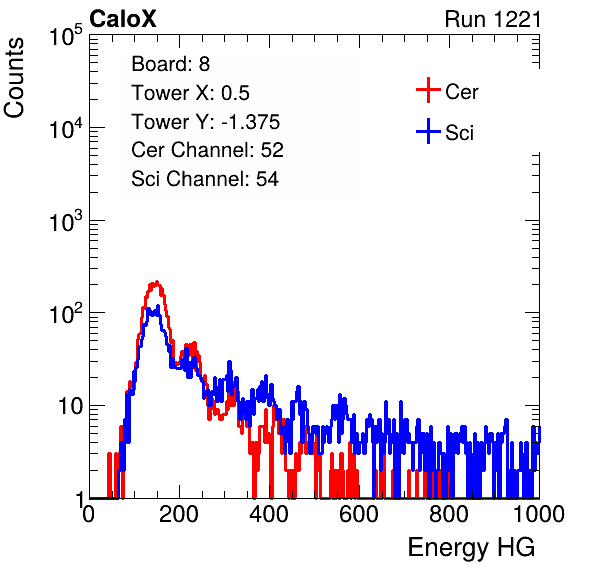 CaloX Run 1221
Counts
Board: 8
Tower X: 0.5
Tower Y: -1.375
Cer Channel: 52
Sci Channel: 54
Cer
Sci
10^5
10^4
10^3
10^2
10
1
0 200 400 600 800 1000
Energy HG